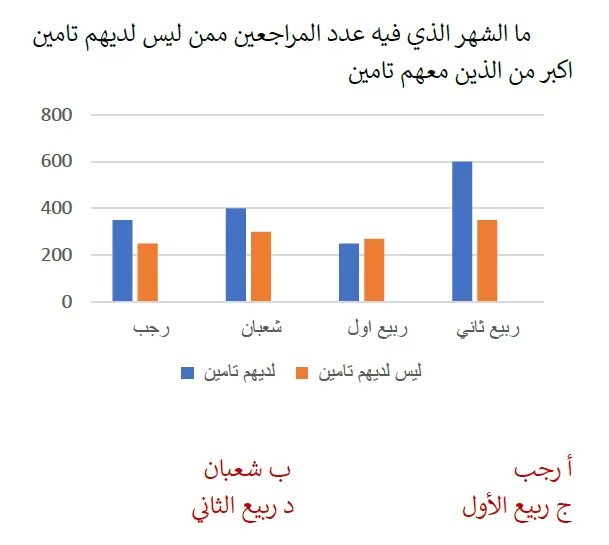 ما الشهر الذي فيه عدد المراجعين ممن ليس لديهم تامين
اكبر من الذين معهم تامين
800
600
400
200
0
رجب شعبان ربيع اول ربيع ثاني
لديهم تامين ليس لديهم تامين
أ رجب ب شعبان
ج ربيع الأول د ربيع الثاني